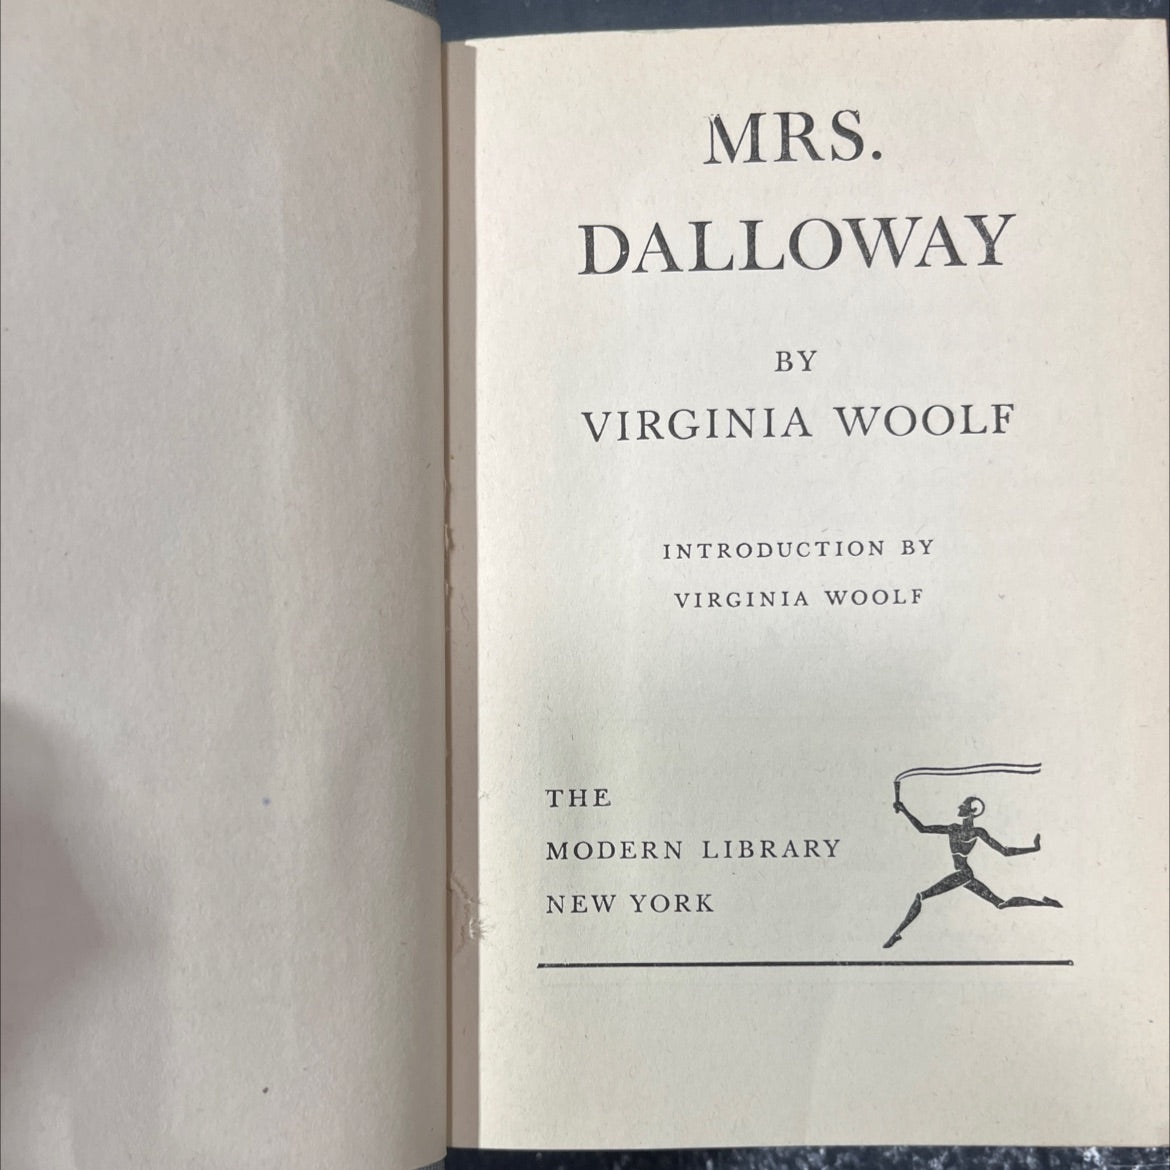 MRS.
DALLOWAY
BY
VIRGINIA WOOLF
INTRODUCTION BY
VIRGINIA WOOLF
THE
MODERN LIBRARY
NEW YORK